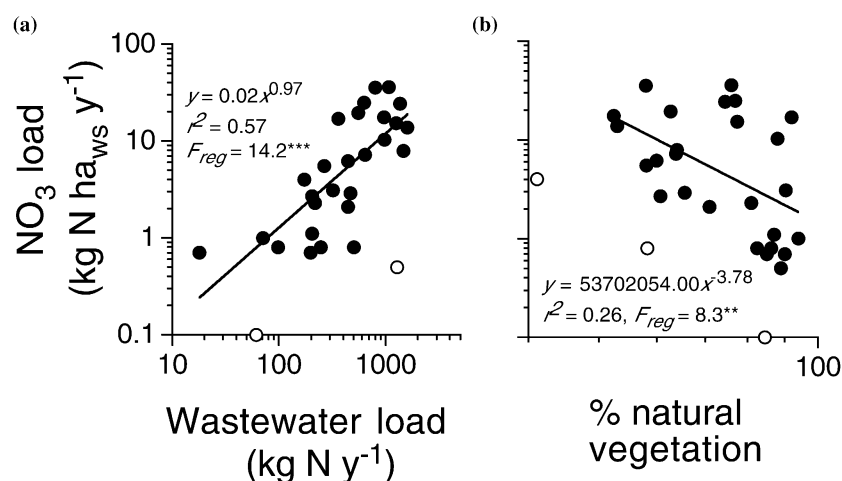 (a)
(b)
NO3 load
(kg N haws y-1)
100
10
1
0.1
y = 0.02x0.97
r2 = 0.57
Freg = 14.2***
10
100
1000
Wastewater load
(kg N y-1)
y = 53702054.00x-3.78
r2 = 0.26, Freg = 8.3**
100
% natural
vegetation